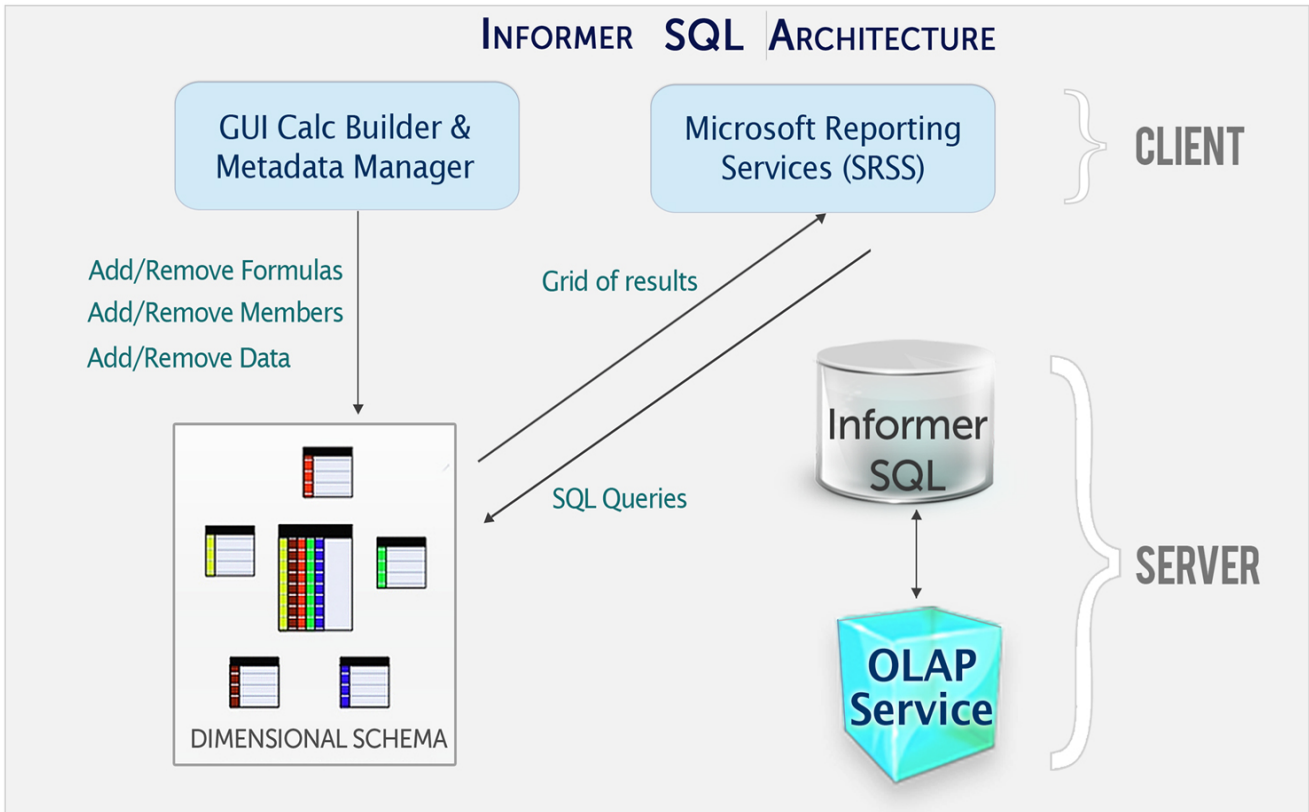 INFORMER SQL ARCHITECTURE
GUI Calc Builder &
Metadata Manager
Microsoft Reporting
Services (SRSS)
CLIENT
Add/Remove Formulas
Add/Remove Members
Add/Remove Data
Grid of results
SQL Queries
Informer
SQL
SERVER
OLAP
Service
DIMENSIONAL SCHEMA